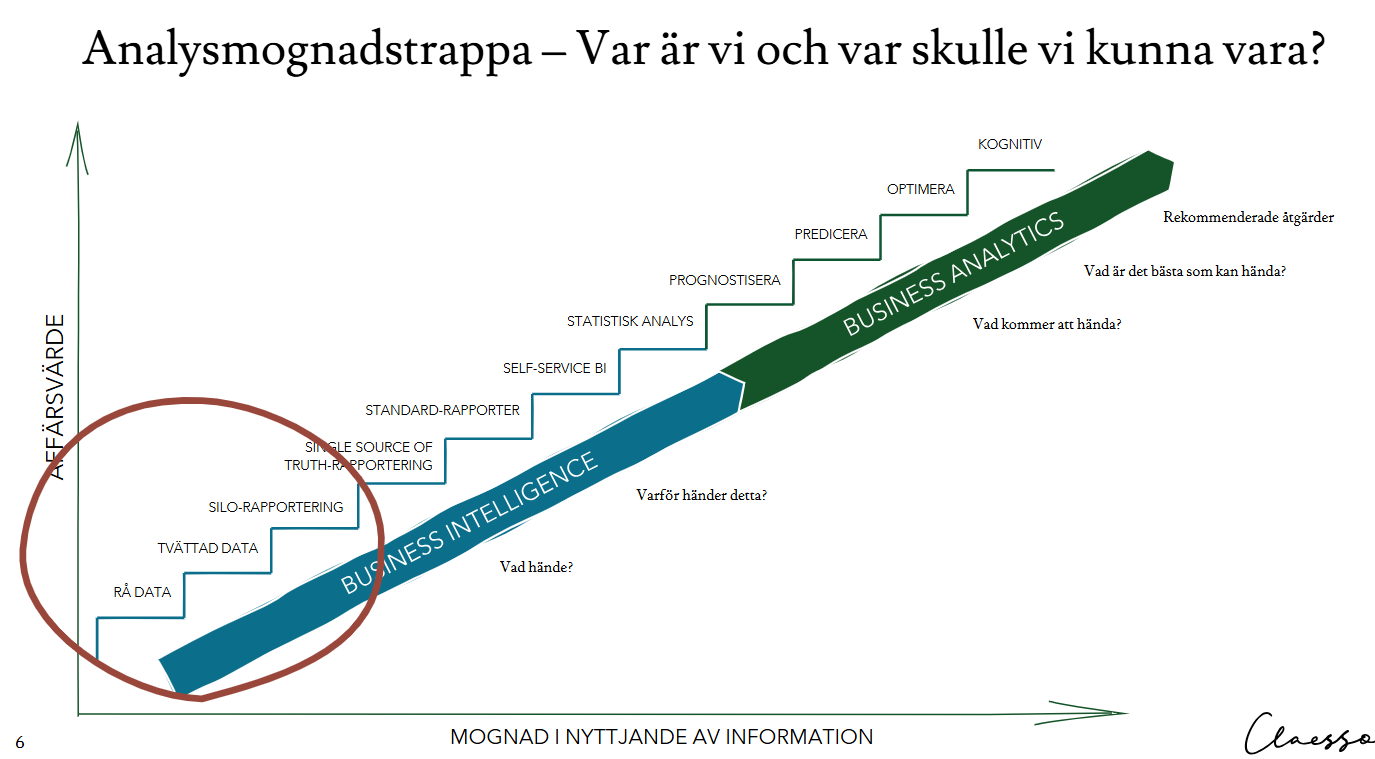 Analysmognadstrappa – Var är vi och var skulle vi kunna vara?
KOGNITIV
OPTIMERA
PREDICERA
PROGNOSTISERA
STATISTISK ANALYS
SELF-SERVICE BI
STANDARD-RAPPORTER
SINGLE SOURCE OF
TRUTH-RAPPORTERING
SILO-RAPPORTERING
TVÄTTAD DATA
RÅ DATA
AFFÄRSVÄRDE
BUSINESS INTELLIGENCE
BUSINESS ANALYTICS
Rekommenderade åtgärder
Vad är det bästa som kan hända?
Vad kommer att hända?
Varför händer detta?
Vad hände?
MOGNAD I NYTTJANDE AV INFORMATION
6
Claesso